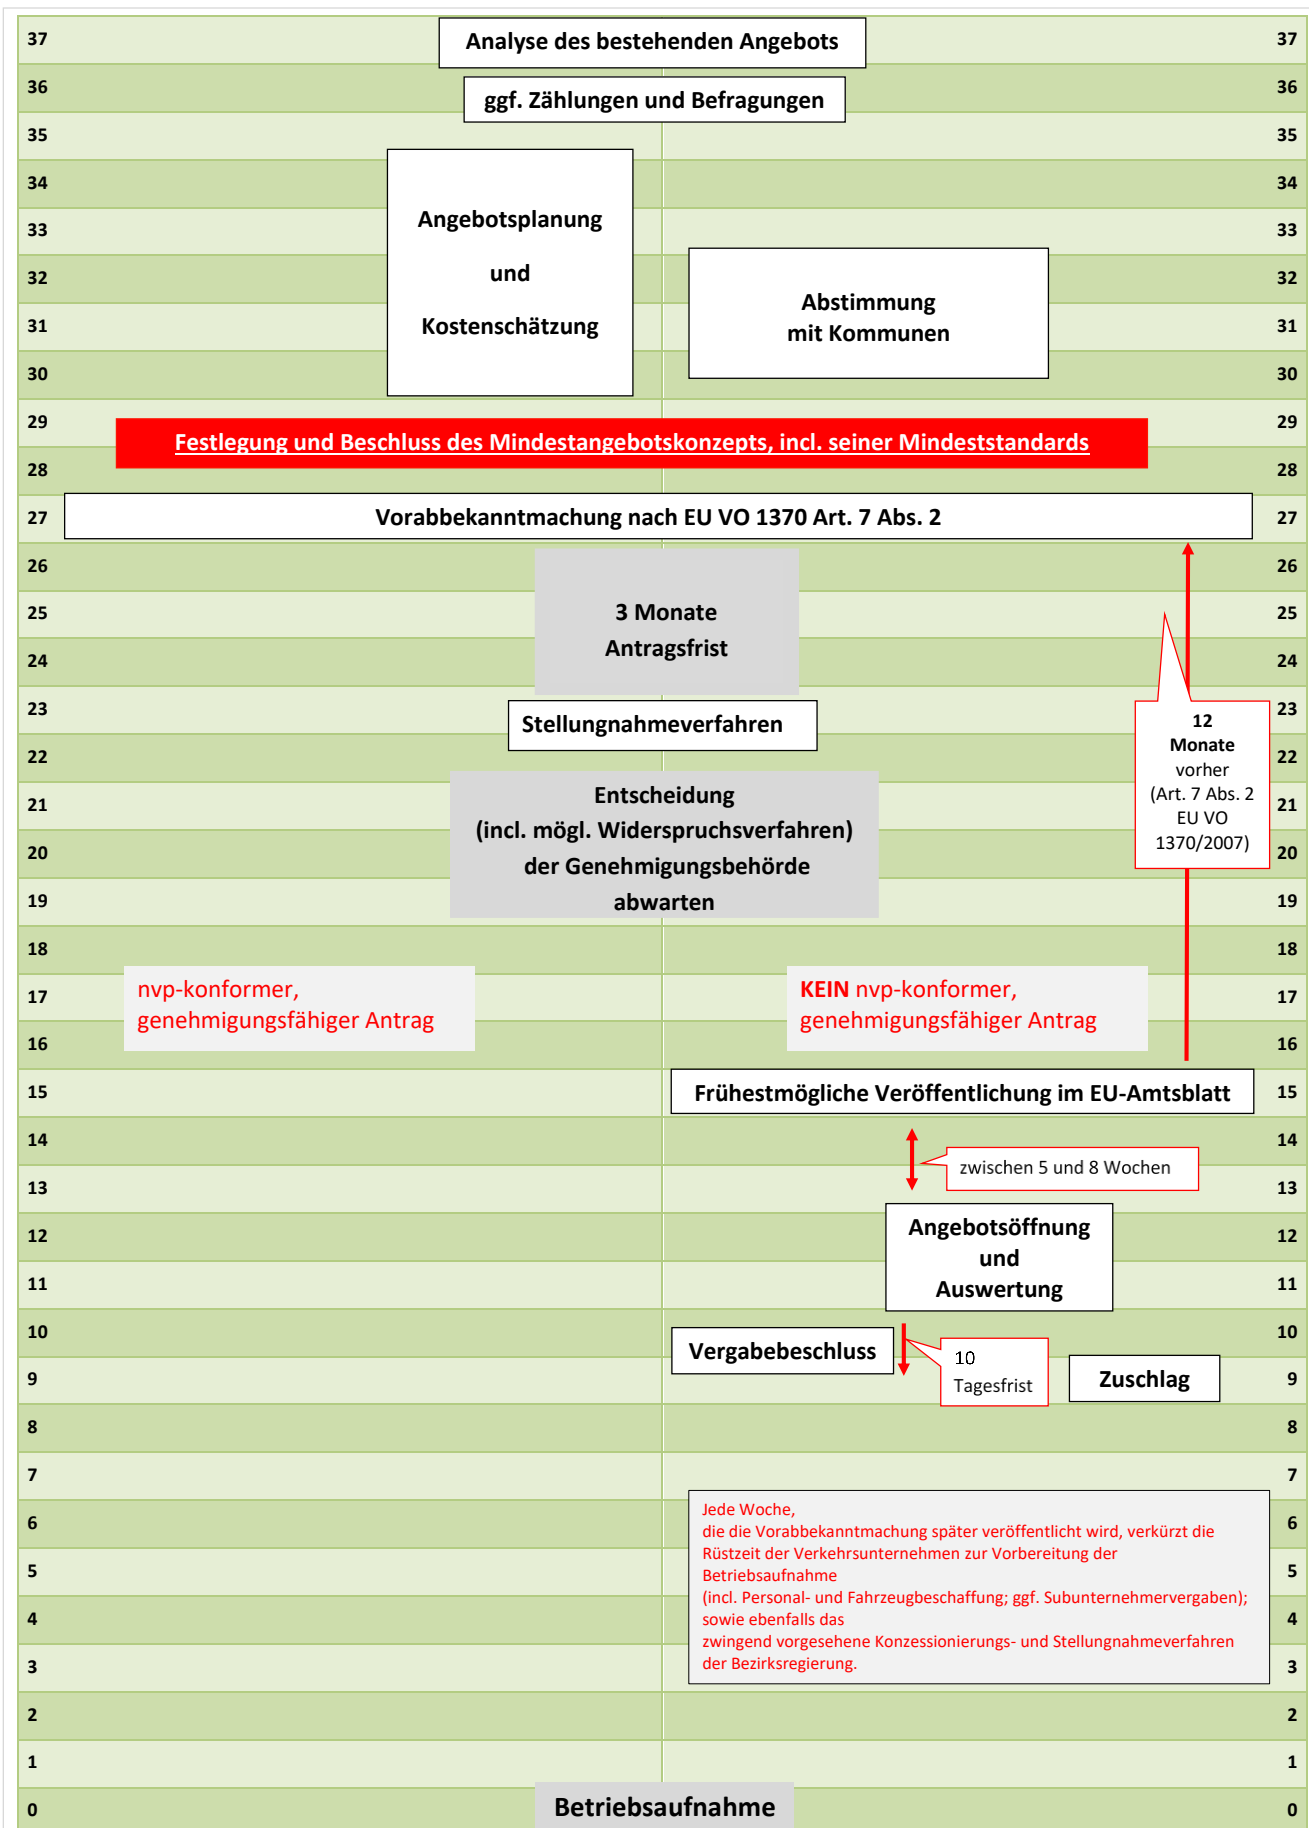 37 Analyse des bestehenden Angebots 37
36 ggf. Zählungen und Befragungen 36
35 35
34 34
Angebotsplanung
33 33
und
32 32
Abstimmung
Kostenschätzung
31 31
mit Kommunen
30 30
29 29
Festlegung und Beschluss des Mindestangebotskonzepts, incl. seiner Mindeststandards
28 28
27 Vorabbekanntmachung nach EU VO 1370 Art. 7 Abs. 2 27
26 26
25 3 Monate 25
Antragsfrist
24 24
23 23
Stellungnahmeverfahren
12
Monate
vorher
(Art. 7 Abs. 2
EU VO
1370/2007)
22 22
Entscheidung
21 21
(incl. mögl. Widerspruchsverfahren)
20 20
der Genehmigungsbehörde
abwarten
19 19
18 18
nvp-konformer,
genehmigungsfähiger Antrag
KEIN nvp-konformer,
genehmigungsfähiger Antrag
17 17
16 16
15 Frühestmögliche Veröffentlichung im EU-Amtsblatt 15
14 14
zwischen 5 und 8 Wochen
13 13
Angebotsöffnung
12 12
und
11 11
Auswertung
10 10
Vergabebeschluss
10
Tagesfrist
Zuschlag
9 9
8 8
7 7
Jede Woche,
die die Vorabbekanntmachung später veröffentlicht wird, verkürzt die
Rüstzeit der Verkehrsunternehmen zur Vorbereitung der
Betriebsaufnahme
(incl. Personal- und Fahrzeugbeschaffung; ggf. Subunternehmervergaben);
sowie ebenfalls das
zwingend vorgesehene Konzessionierungs- und Stellungnahmeverfahren
der Bezirksregierung.
6 6
5 5
4 4
3 3
2 2
1 1
0 Betriebsaufnahme 0